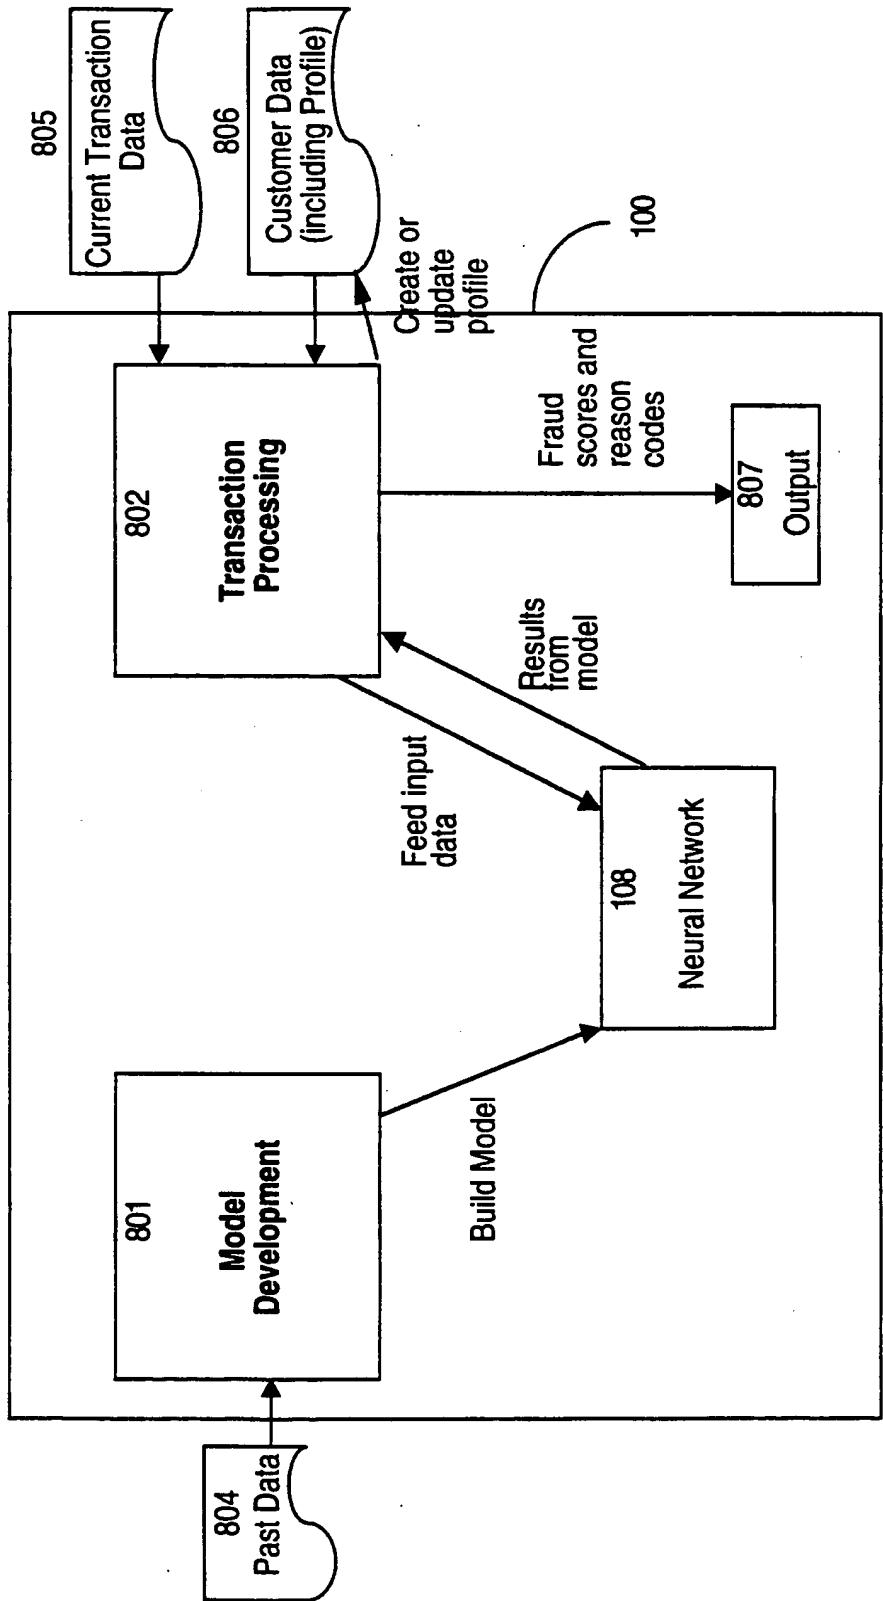 804
Past Data
801
Model
Development
Build Model
108
Neural Network
Feed input
data
Results
from
model
802
Transaction
Processing
Fraud
scores and
reason
codes
807
Output
805
Current Transaction
Data
806
Customer Data
(including Profile)
Create or
update
profile
100